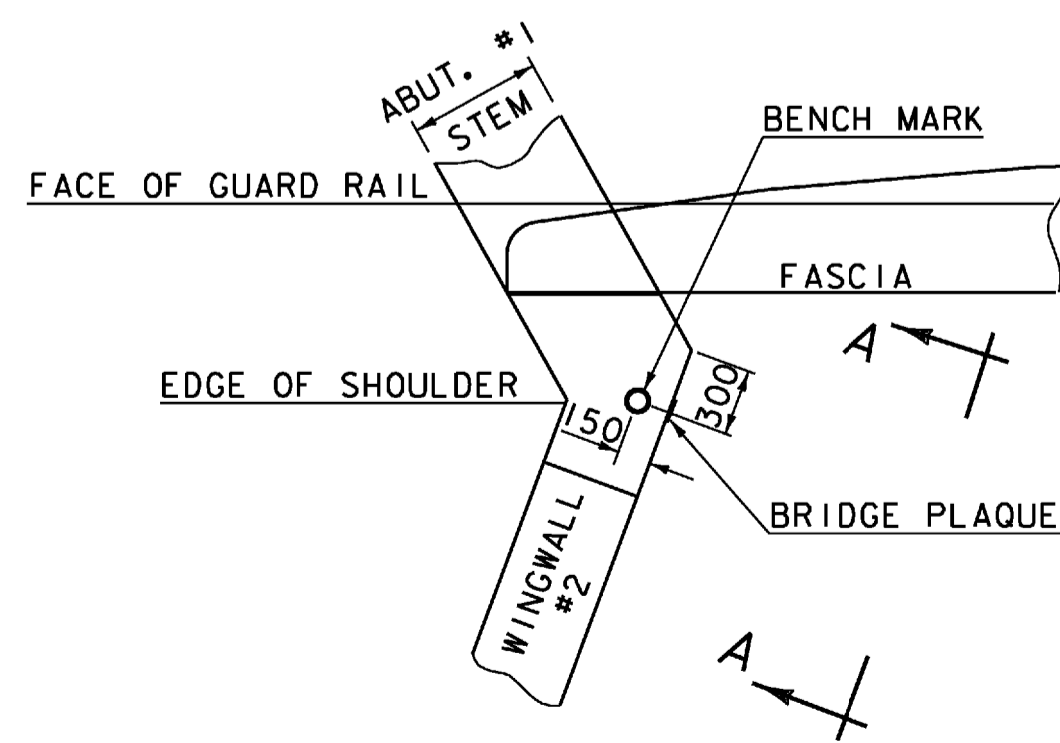 ABUT. #1
STEM
BENCH MARK
FACE OF GUARD RAIL
FASCIA
A
EDGE OF SHOULDER
300
150
BRIDGE PLAQUE
WINGWALL
#2
A